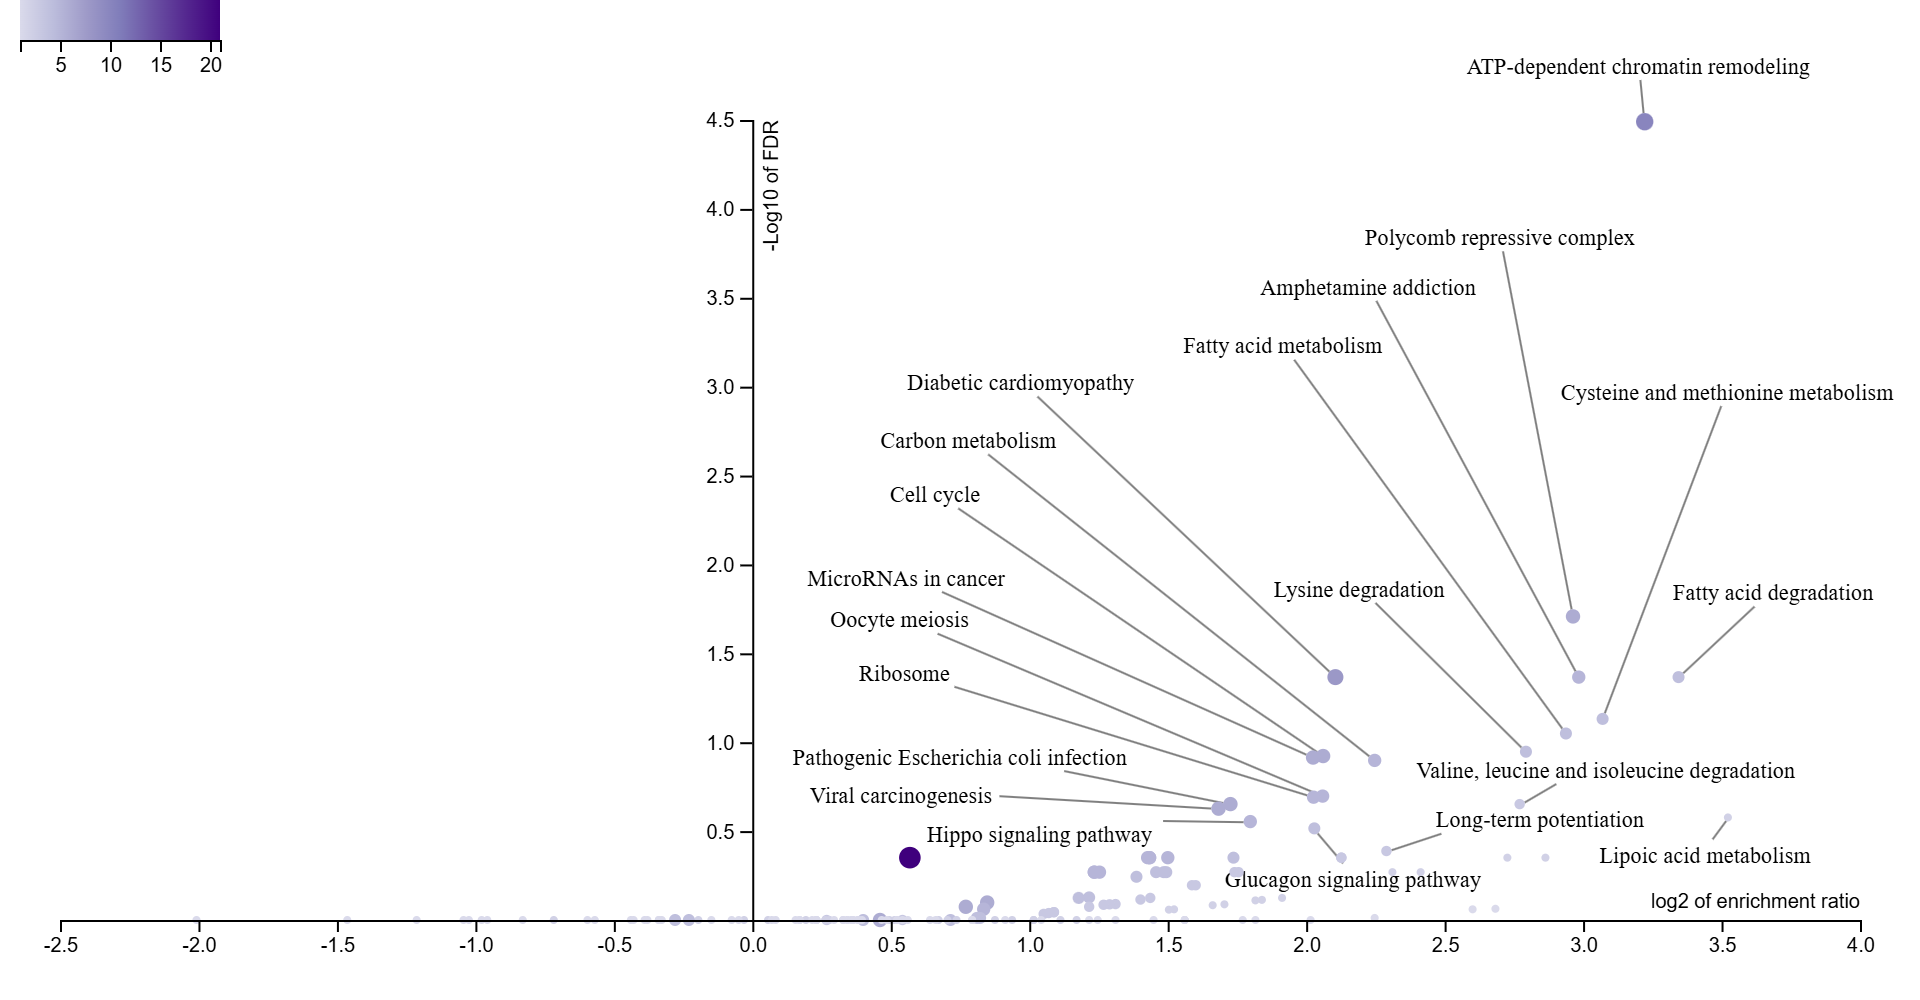 5 10 15 20
ATP-dependent chromatin remodeling
4.5
-Log10 of FDR
4.0
Polycomb repressive complex
Amphetamine addiction
3.5
Fatty acid metabolism
Diabetic cardiomyopathy
3.0
Cysteine and methionine metabolism
Carbon metabolism
2.5
Cell cycle
2.0
MicroRNAs in cancer
Lysine degradation
Fatty acid degradation
Oocyte meiosis
1.5
Ribosome
1.0
Pathogenic Escherichia coli infection
Valine, leucine and isoleucine degradation
Viral carcinogenesis
Long-term potentiation
0.5
Hippo signaling pathway
Lipoic acid metabolism
Glucagon signaling pathway
log2 of enrichment ratio
-2.5 -2.0 -1.5 -1.0 -0.5 0.0 0.5 1.0 1.5 2.0 2.5 3.0 3.5 4.0